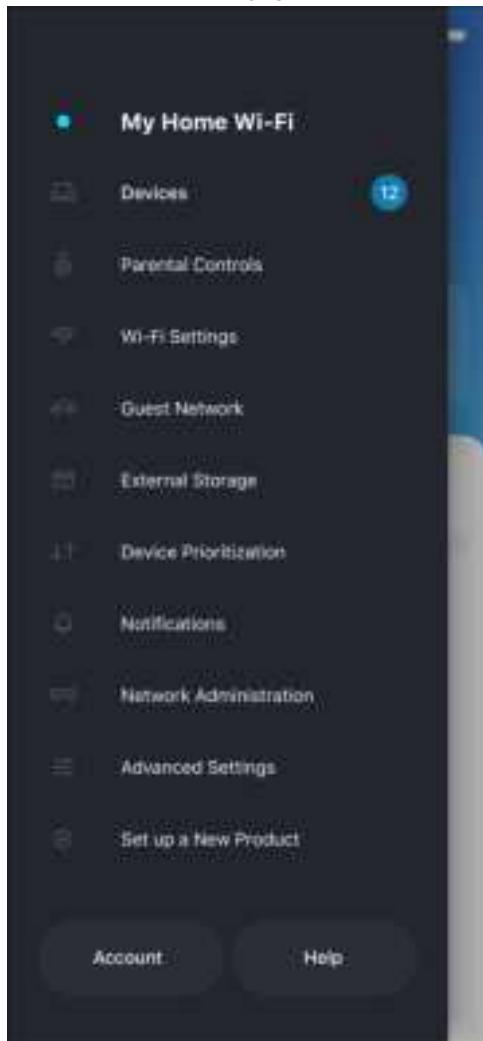 My Home Wi-Fi
Devices 12
Parental Controls
Wi-Fi Settings
Guest Network
External Storage
Device Prioritization
Notifications
Network Administration
Advanced Settings
Set up a New Product
Account Help